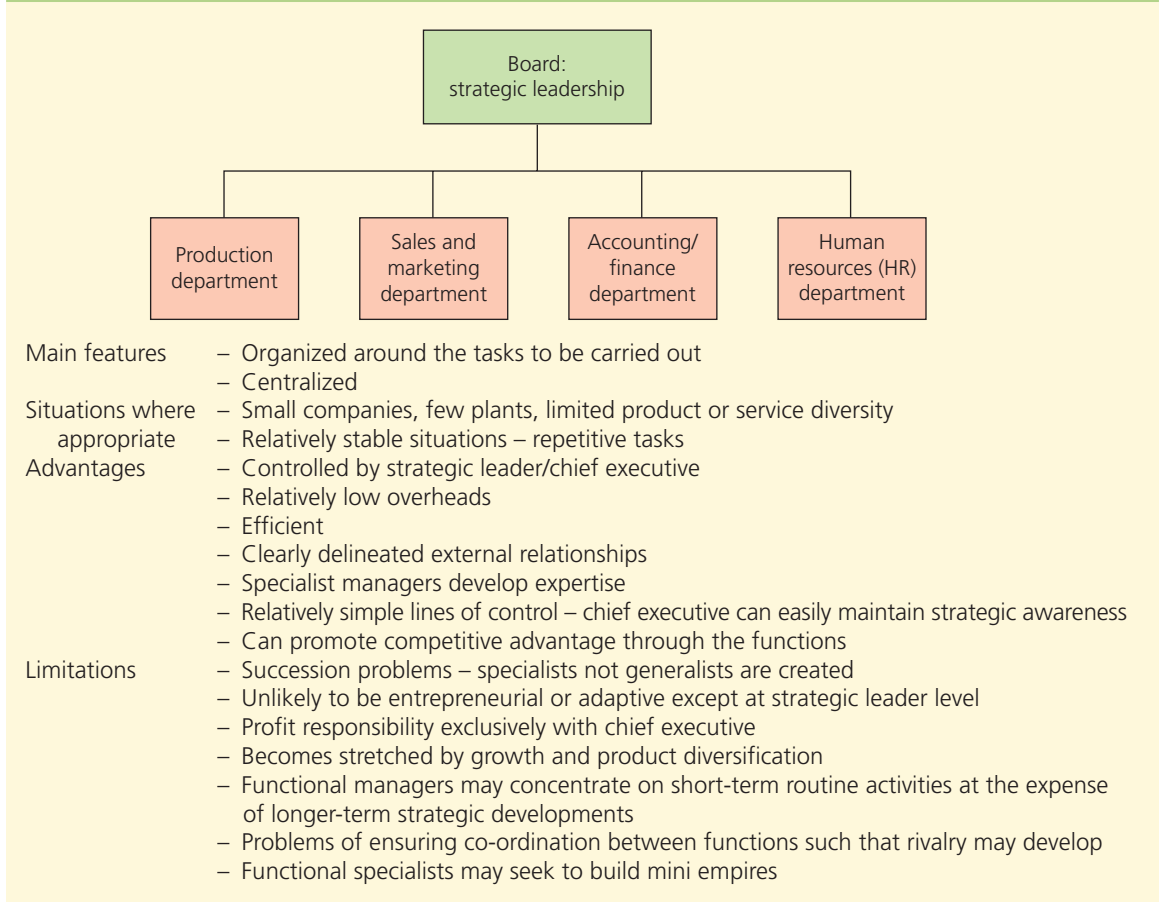 Board:
strategic leadership
Production
department
Sales and
marketing
department
Accounting/
finance
department
Human
resources (HR)
department
Main features – Organized around the tasks to be carried out
– Centralized
Situations where – Small companies, few plants, limited product or service diversity
appropriate – Relatively stable situations – repetitive tasks
Advantages – Controlled by strategic leader/chief executive
– Relatively low overheads
– Efficient
– Clearly delineated external relationships
– Specialist managers develop expertise
– Relatively simple lines of control – chief executive can easily maintain strategic awareness
– Can promote competitive advantage through the functions
Limitations – Succession problems – specialists not generalists are created
– Unlikely to be entrepreneurial or adaptive except at strategic leader level
– Profit responsibility exclusively with chief executive
– Becomes stretched by growth and product diversification
– Functional managers may concentrate on short-term routine activities at the expense
of longer-term strategic developments
– Problems of ensuring co-ordination between functions such that rivalry may develop
– Functional specialists may seek to build mini empires